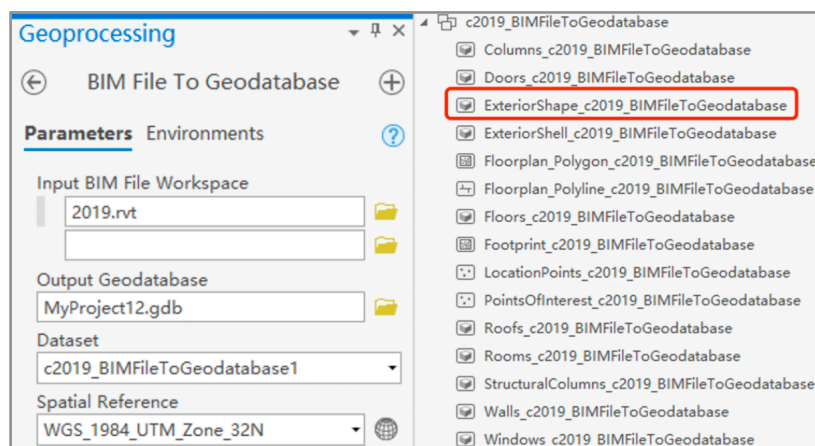 Geoprocessing
BIM File To Geodatabase
Parameters Environments
Input BIM File Workspace
2019.rvt
Output Geodatabase
MyProject12.gdb
Dataset
c2019_BIMFileToGeodatabase1
Spatial Reference
WGS_1984_UTM_Zone_32N
c2019_BIMFileToGeodatabase
Columns_c2019_BIMFileToGeodatabase
Doors_c2019_BIMFileToGeodatabase
ExteriorShape_c2019_BIMFileToGeodatabase
ExteriorShell_c2019_BIMFileToGeodatabase
Floorplan_Polygon_c2019_BIMFileToGeodatabase
Floorplan_Polyline_c2019_BIMFileToGeodatabase
Floors_c2019_BIMFileToGeodatabase
Footprint_c2019_BIMFileToGeodatabase
LocationPoints_c2019_BIMFileToGeodatabase
PointsOfInterest_c2019_BIMFileToGeodatabase
Roofs_c2019_BIMFileToGeodatabase
Rooms_c2019_BIMFileToGeodatabase
StructuralColumns_c2019_BIMFileToGeodatabase
Walls_c2019_BIMFileToGeodatabase
Windows_c2019_BIMFileToGeodatabase